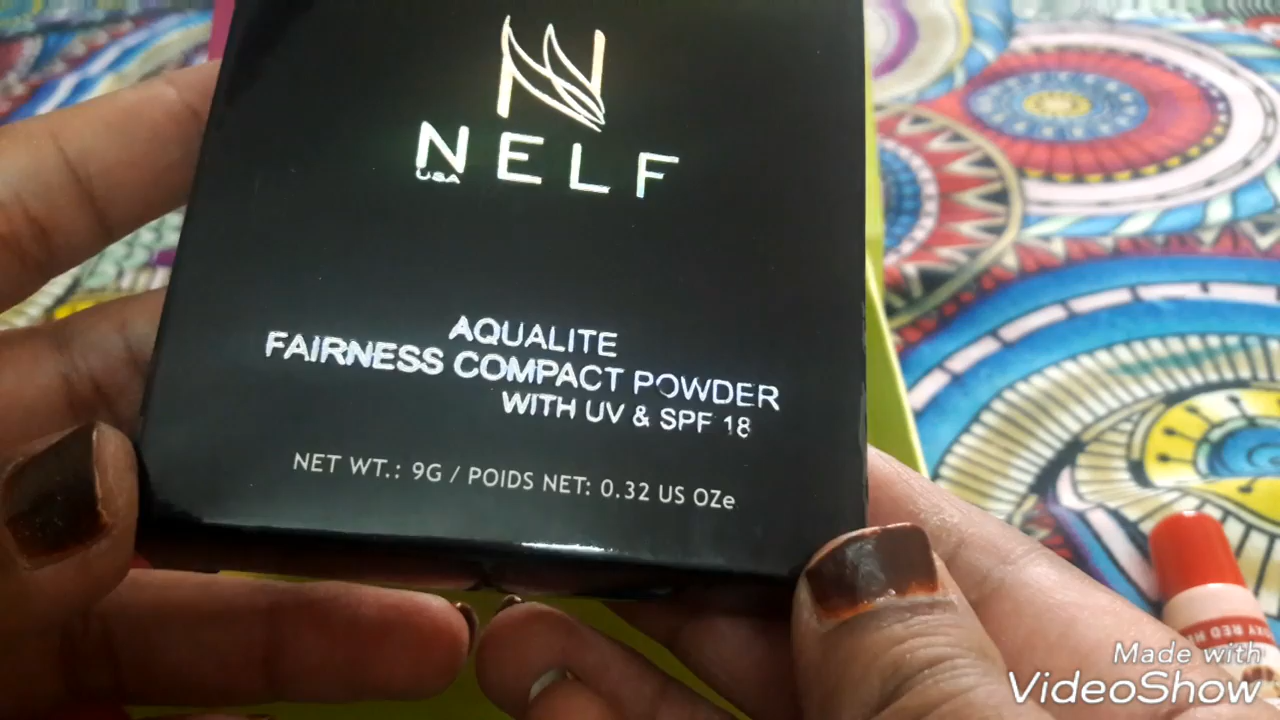 NELF
USA
AQUALITE
FAIRNESS COMPACT POWDER
WITH UV & SPF 18
NET WT.: 9G / POIDS NET: 0.32 US OZe
RED
Made with
VideoShow